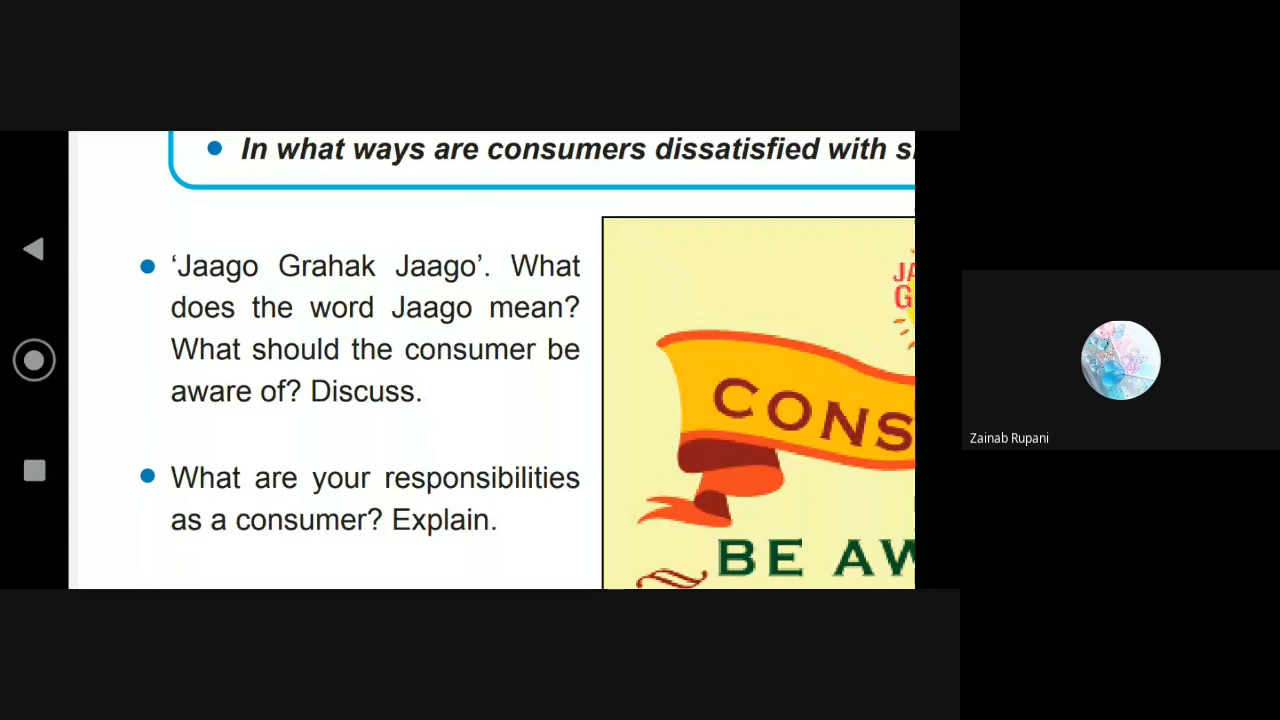 In what ways are consumers dissatisfied with
'Jaago Grahak Jaago'. What
does the word Jaago mean?
What should the consumer be
aware of? Discuss.
What are your responsibilities
as a consumer? Explain.
JA
G
CONS
BE AW
Zainab Rupani